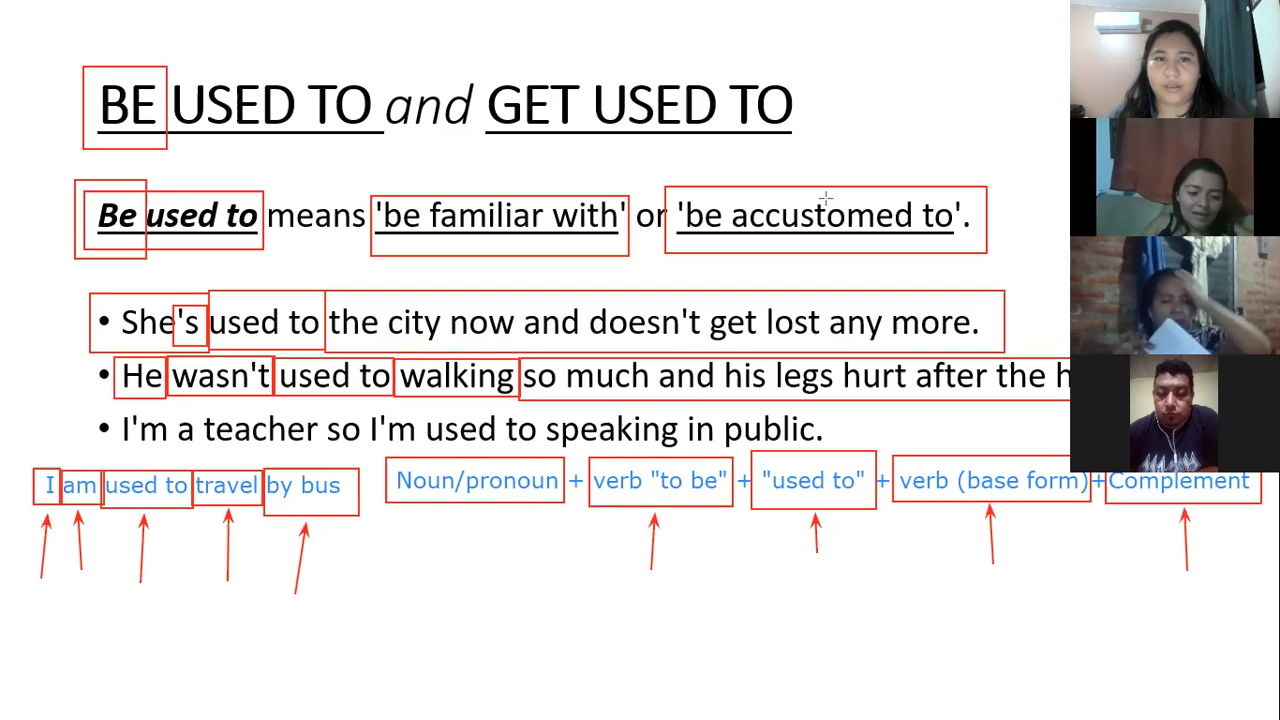 BE USED TO and GET USED TO
Be used to means 'be familiar with' or 'be accustomed to'.
• She's used to the city now and doesn't get lost any more.
• He wasn't used to walking so much and his legs hurt after the h
• I'm a teacher so I'm used to speaking in public.
I am used to travel by bus
Noun/pronoun + verb "to be" + "used to" + verb (base form)+Complement